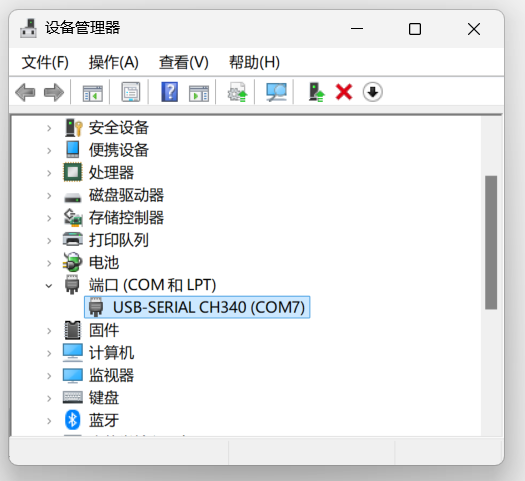 设备管理器
文件(F) 操作(A) 查看(V) 帮助(H)
安全设备
便携设备
处理器
磁盘驱动器
存储控制器
打印队列
电池
端口 (COM 和 LPT)
USB-SERIAL CH340 (COM7)
固件
计算机
监视器
键盘
蓝牙